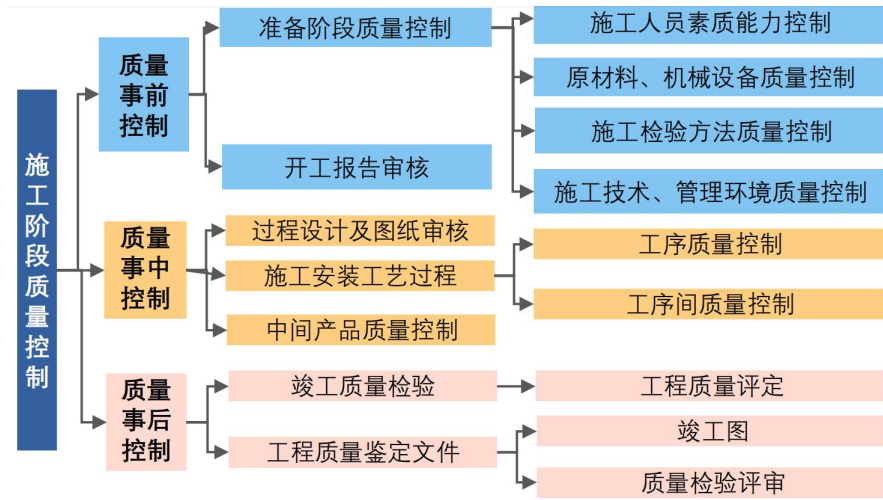 施工阶段质量控制
质量
事前
控制
准备阶段质量控制
施工人员素质能力控制
原材料、机械设备质量控制
施工检验方法质量控制
施工技术、管理环境质量控制
开工报告审核
质量
事中
控制
过程设计及图纸审核
施工安装工艺过程
工序质量控制
工序间质量控制
中间产品质量控制
质量
事后
控制
竣工质量检验
工程质量评定
工程质量鉴定文件
竣工图
质量检验评审